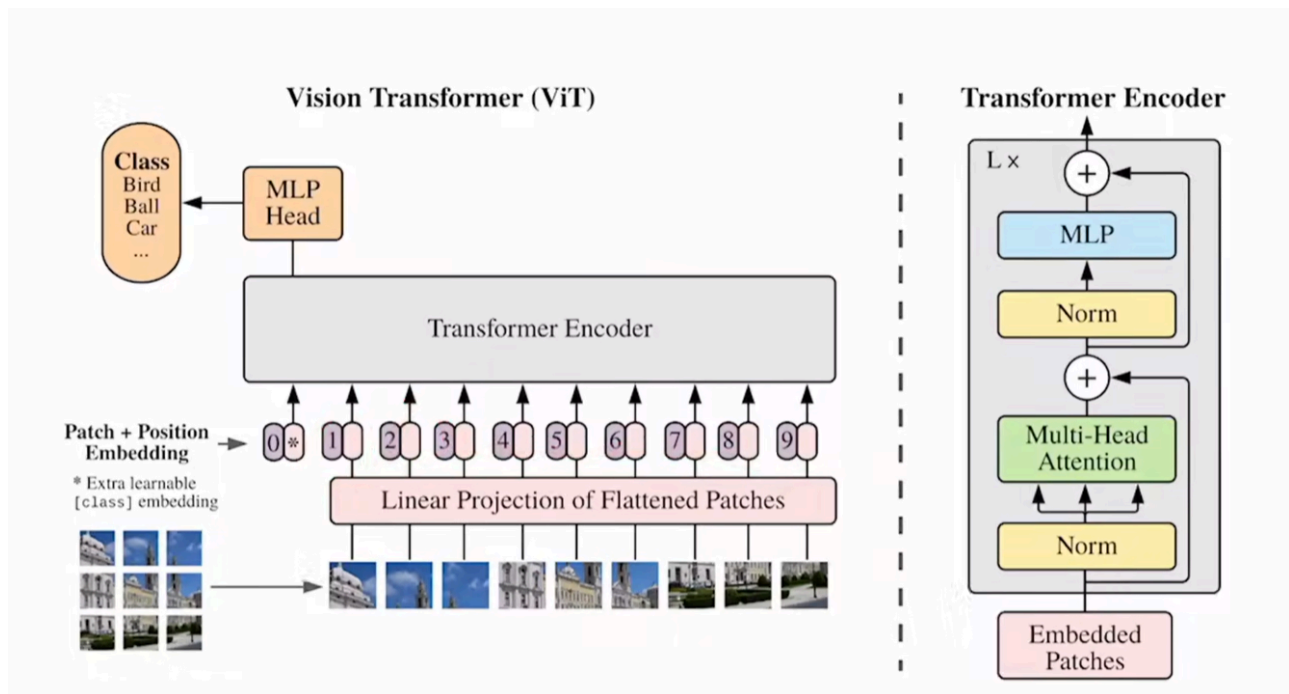 Vision Transformer (ViT)
Class
Bird
Ball
Car
...
MLP
Head
Transformer Encoder
Patch + Position
Embedding
* Extra learnable
[class] embedding
0 * 1 2 3 4 5 6 7 8 9
Linear Projection of Flattened Patches
Transformer Encoder
L ×
+
MLP
Norm
+
Multi-Head
Attention
Norm
Embedded
Patches